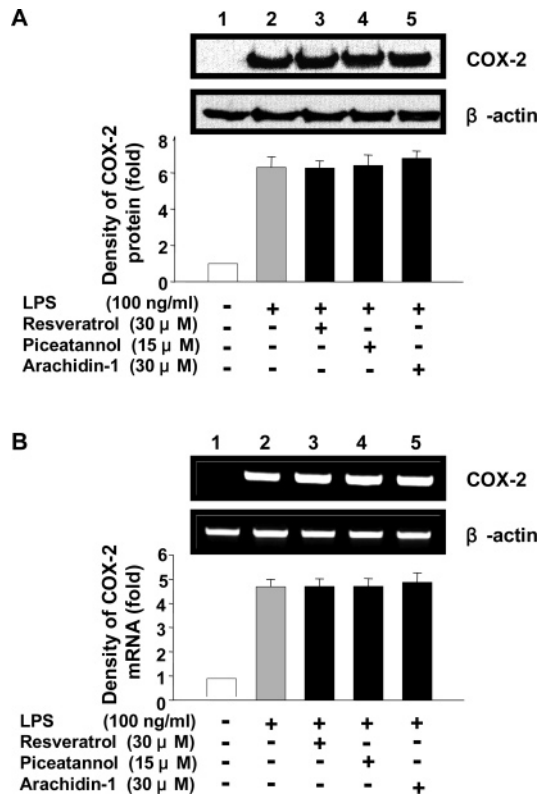 A
1 2 3 4 5
COX-2
β -actin
Density of COX-2
protein (fold)
8
6
4
2
0
LPS (100 ng/ml) - + + + +
Resveratrol (30 μ M) - - + - -
Piceatannol (15 μ M) - - - + -
Arachidin-1 (30 μ M) - - - - +
B
1 2 3 4 5
COX-2
β -actin
Density of COX-2
mRNA (fold)
6
5
4
3
2
1
0
LPS (100 ng/ml) - + + + +
Resveratrol (30 μ M) - - + - -
Piceatannol (15 μ M) - - - + -
Arachidin-1 (30 μ M) - - - - +